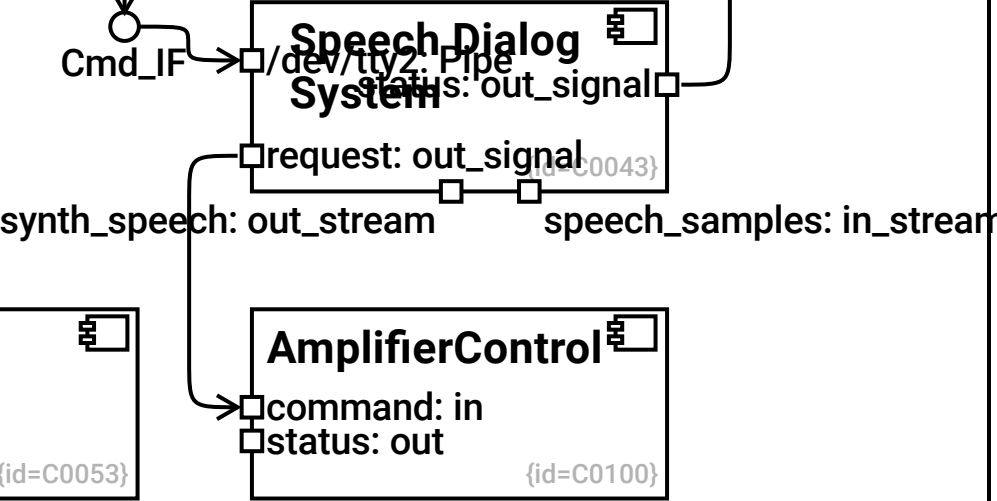 Speech Dialog
System
Cmd_IF
/dev/tty2: Pipe
status: out_signal
request: out_signal
{id=C0043}
synth_speech: out_stream
speech_samples: in_stream
AmplifierControl
command: in
status: out
{id=C0053}
{id=C0100}